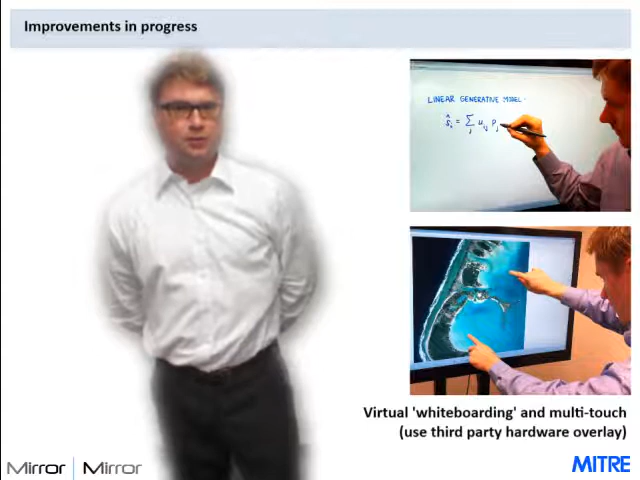 Improvements in progress
LINEAR GENERATIVE MODEL
Virtual 'whiteboarding' and multi-touch
(use third party hardware overlay)
Mirror | Mirror
MITRE